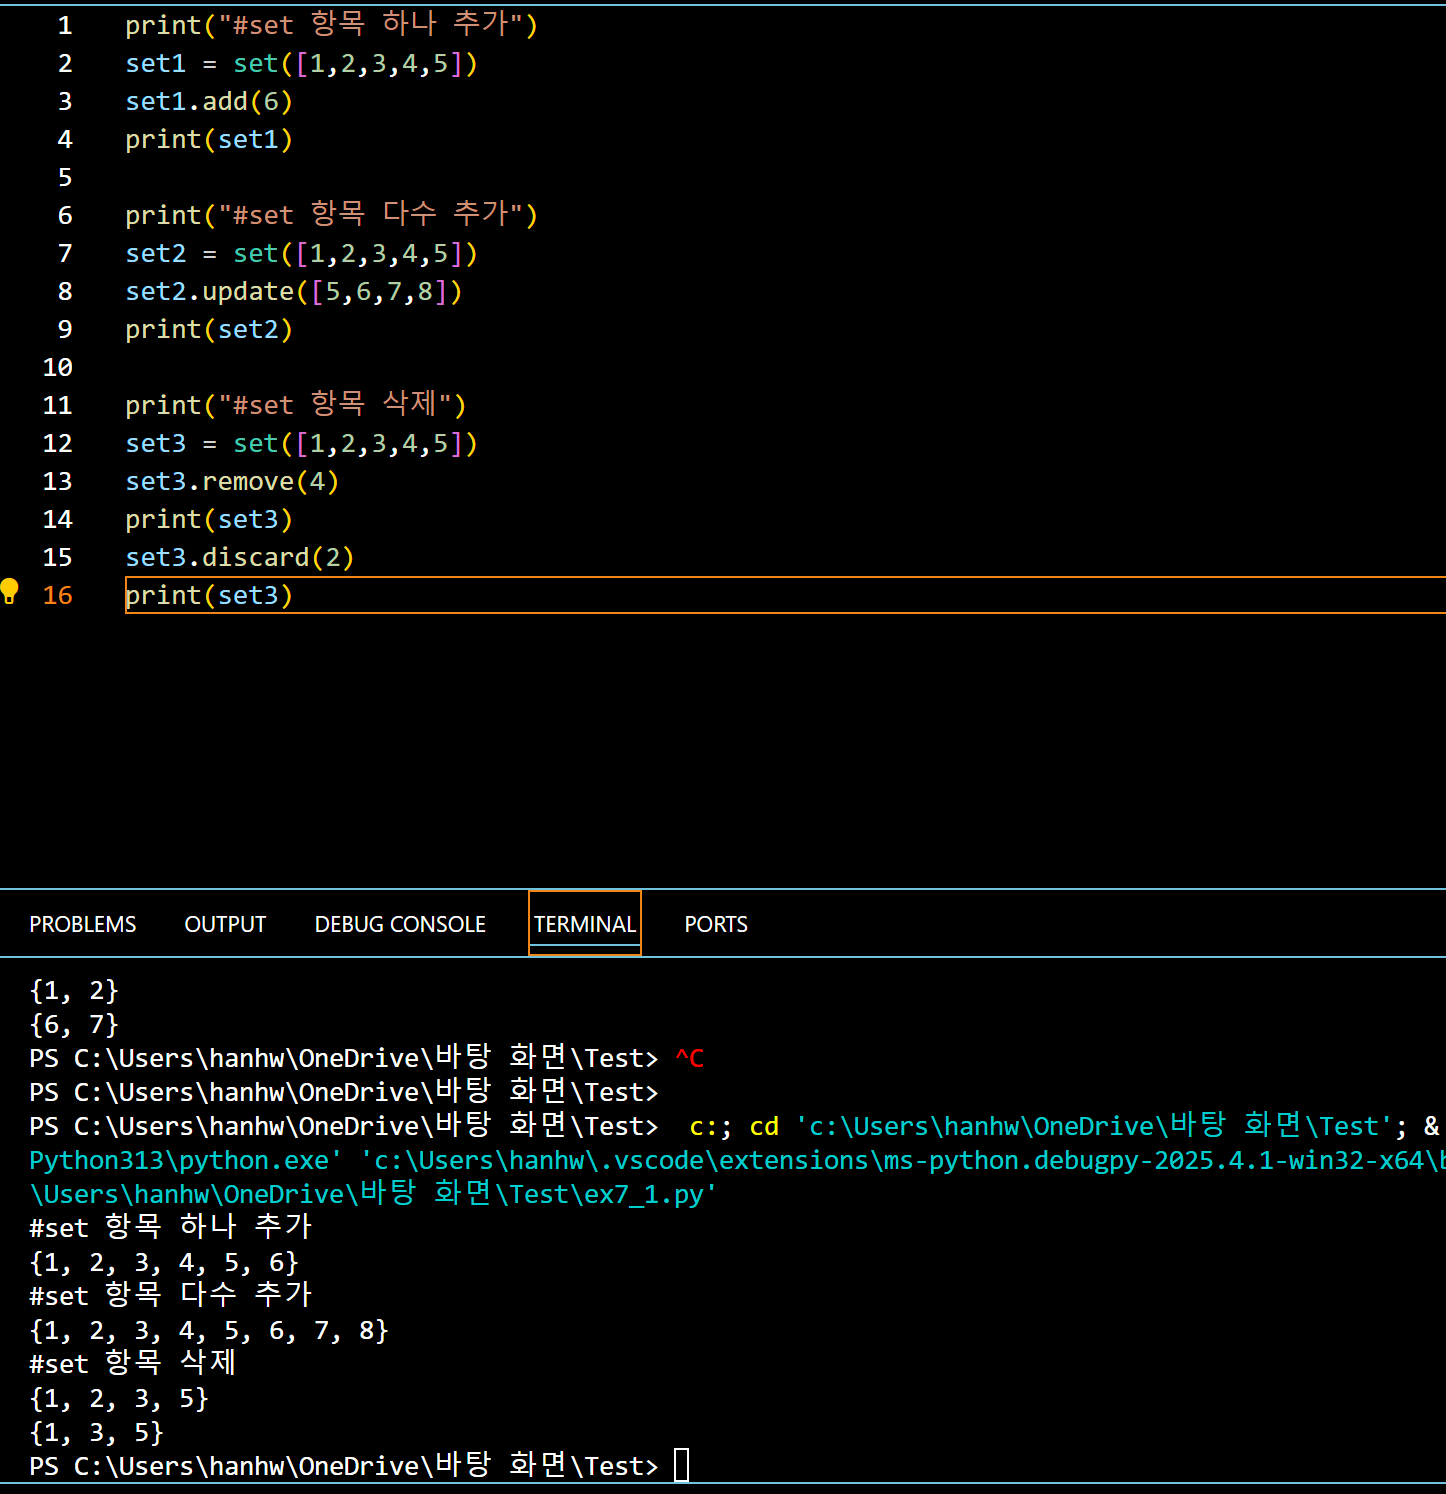 1 print("#set 항목 하나 추가")
2 set1 = set([1,2,3,4,5])
3 set1.add(6)
4 print(set1)
5
6 print("#set 항목 다수 추가")
7 set2 = set([1,2,3,4,5])
8 set2.update([5,6,7,8])
9 print(set2)
10
11 print("#set 항목 삭제")
12 set3 = set([1,2,3,4,5])
13 set3.remove(4)
14 print(set3)
15 set3.discard(2)
16 print(set3)
PROBLEMS OUTPUT DEBUG CONSOLE TERMINAL PORTS
{1, 2}
{6, 7}
PS C:\Users\hanhw\OneDrive\바탕 화면\Test> ^C
PS C:\Users\hanhw\OneDrive\바탕 화면\Test>
PS C:\Users\hanhw\OneDrive\바탕 화면\Test> c:; cd 'c:\Users\hanhw\OneDrive\바탕 화면\Test'; &
Python313\python.exe' 'c:\Users\hanhw\.vscode\extensions\ms-python.debugpy-2025.4.1-win32-x64\b
\Users\hanhw\OneDrive\바탕 화면\Test\ex7_1.py'
#set 항목 하나 추가
{1, 2, 3, 4, 5, 6}
#set 항목 다수 추가
{1, 2, 3, 4, 5, 6, 7, 8}
#set 항목 삭제
{1, 2, 3, 5}
{1, 3, 5}
PS C:\Users\hanhw\OneDrive\바탕 화면\Test>